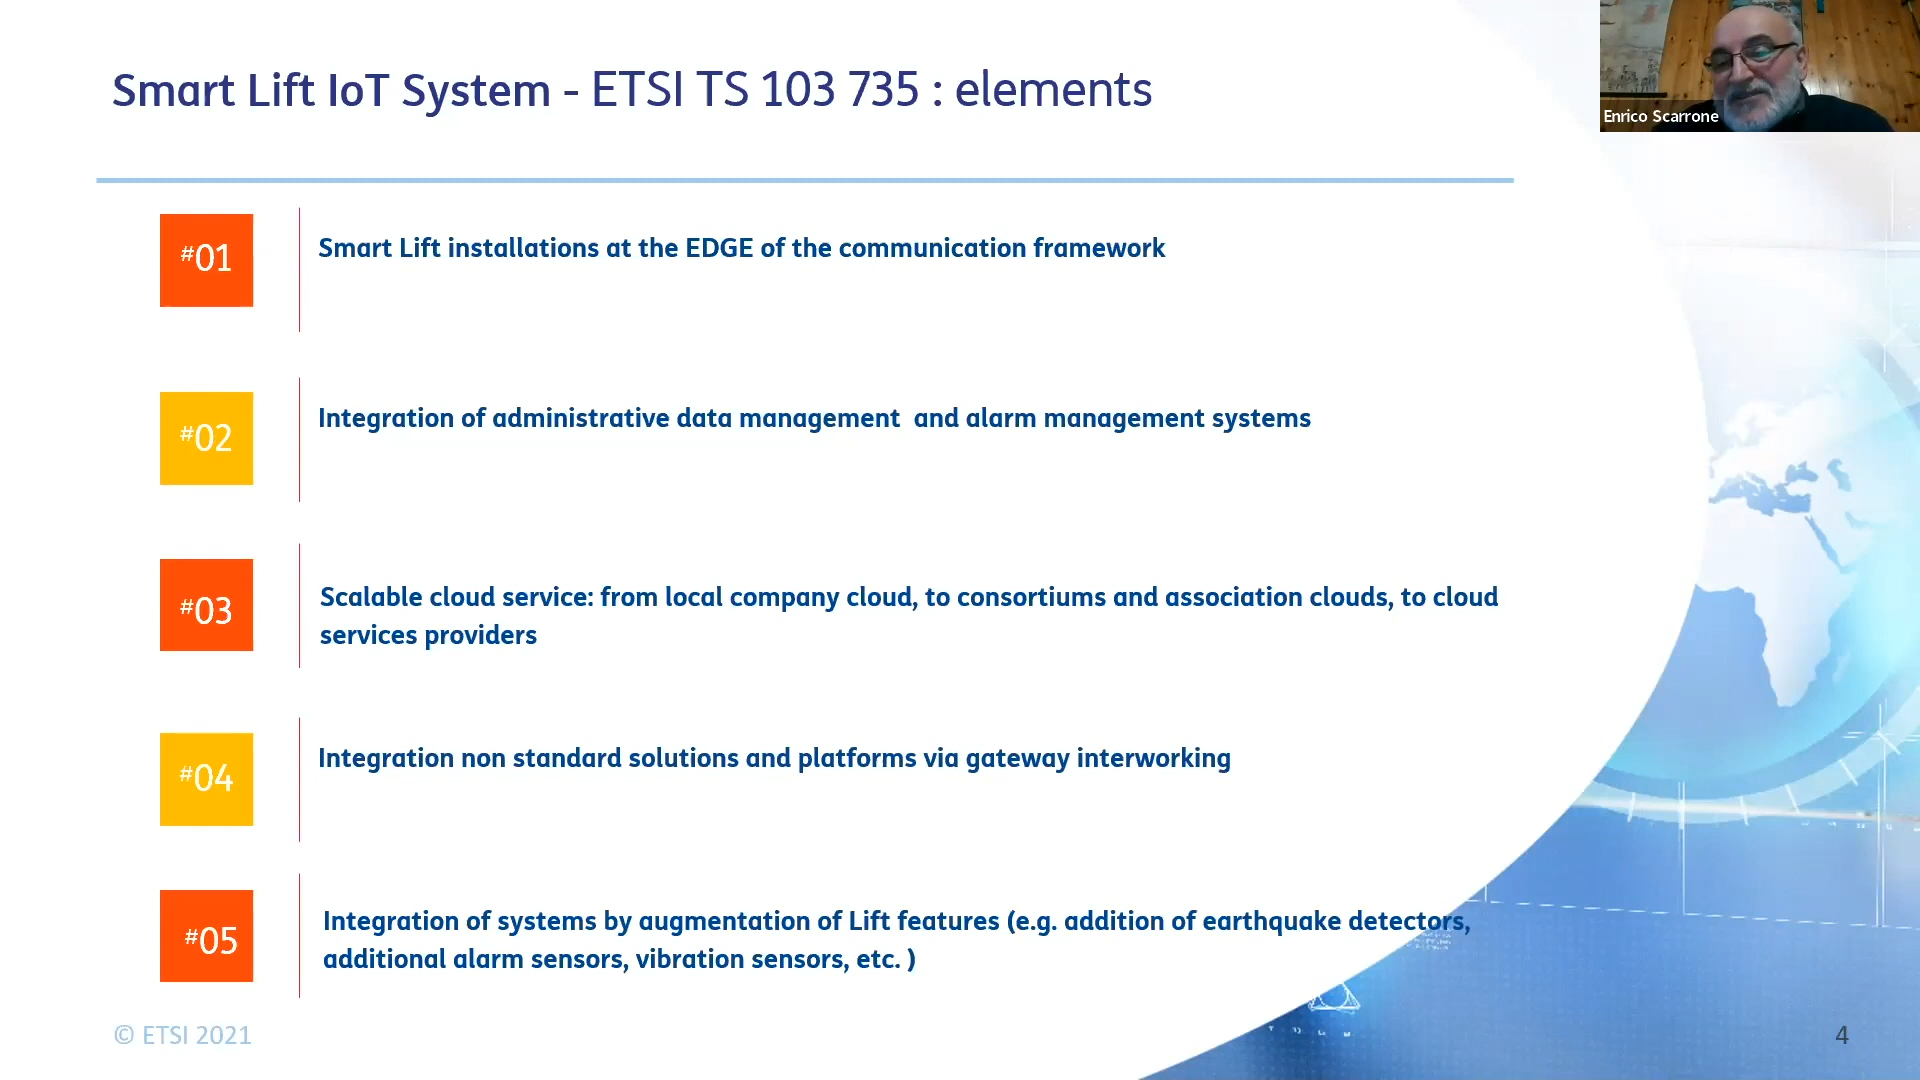 Smart Lift IoT System - ETSI TS 103 735 : elements
Enrico Scarrone
#01
Smart Lift installations at the EDGE of the communication framework
#02
Integration of administrative data management  and alarm management systems
#03
Scalable cloud service: from local company cloud, to consortiums and association clouds, to cloud
services providers
#04
Integration non standard solutions and platforms via gateway interworking
#05
Integration of systems by augmentation of Lift features (e.g. addition of earthquake detectors,
additional alarm sensors, vibration sensors, etc. )
© ETSI 2021
4